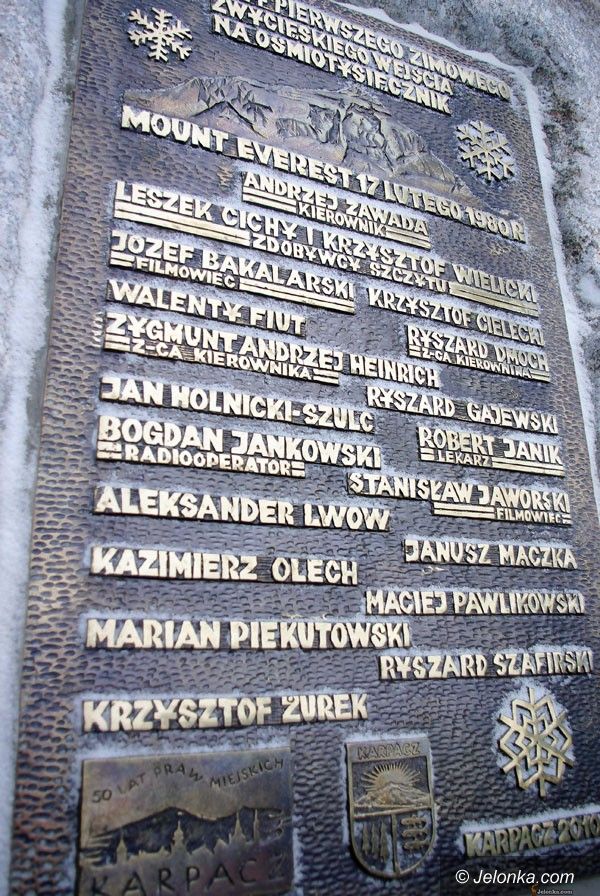 PIERWSZEGO ZIMOWEGO
ZWYCIĘSKIEGO WEJŚCIA
NA OŚMIOTYSIĘCZNIK
MOUNT EVEREST 17 LUTEGO 1980 R
ANDRZEJ ZAWADA
KIEROWNIK
LESZEK CICHY I KRZYSZTOF WIELICKI
ZDOBYWCY SZCZYTU
JÓZEF BAKALARSKI
FILMOWIEC
KRZYSZTOF CIELECKI
WALENTY FIUT
RYSZARD DMOCH
Z-CA KIEROWNIKA
ZYGMUNT ANDRZEJ HEINRICH
Z-CA KIEROWNIKA
JAN HOLNICKI-SZULC
RYSZARD GAJEWSKI
BOGDAN JANKOWSKI
RADIOOPERATOR
ROBERT JANIK
LEKARZ
STANISŁAW JAWORSKI
FILMOWIEC
ALEKSANDER LWOW
JANUSZ MĄCZKA
KAZIMIERZ OLECH
MACIEJ PAWLIKOWSKI
MARIAN PIEKUTOWSKI
RYSZARD SZAFIRSKI
KRZYSZTOF ŻUREK
50 LAT PRAW MIEJSKICH
KARPACZ
KARPACZ
KARPACZ 2010
© Jelonka.com